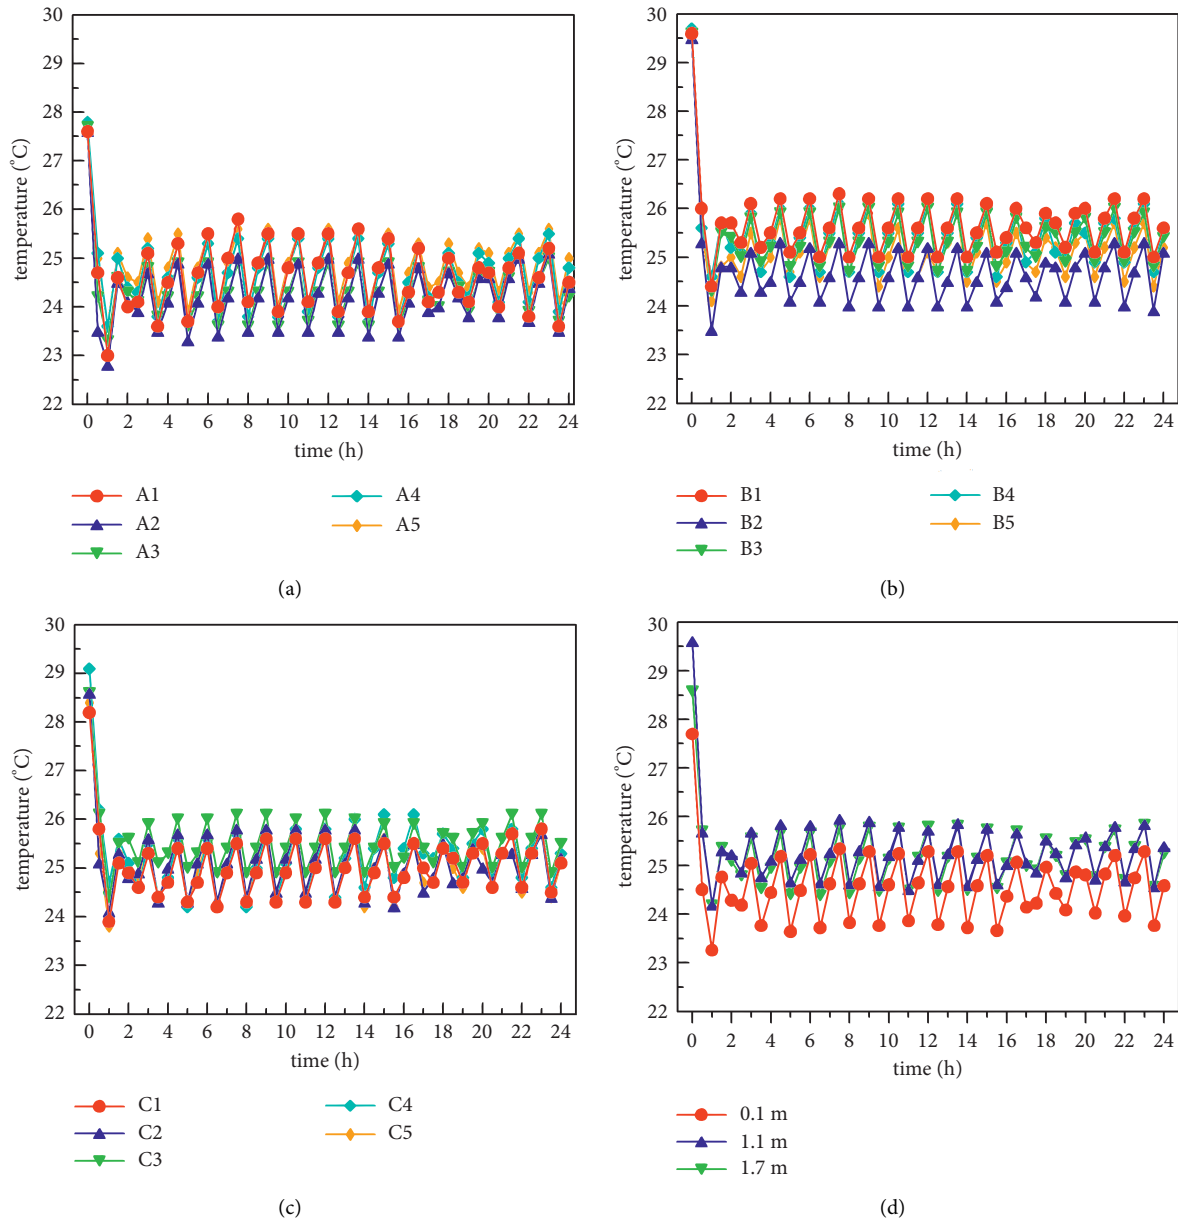 30
29
28
27
26
25
24
23
22
temperature (°C)
0 2 4 6 8 10 12 14 16 18 20 22 24
time (h)
A1
A2
A3
A4
A5
(a)
30
29
28
27
26
25
24
23
22
temperature (°C)
0 2 4 6 8 10 12 14 16 18 20 22 24
time (h)
B1
B2
B3
B4
B5
(b)
30
29
28
27
26
25
24
23
22
temperature (°C)
0 2 4 6 8 10 12 14 16 18 20 22 24
time (h)
C1
C2
C3
C4
C5
(c)
30
29
28
27
26
25
24
23
22
temperature (°C)
0 2 4 6 8 10 12 14 16 18 20 22 24
time (h)
0.1 m
1.1 m
1.7 m
(d)